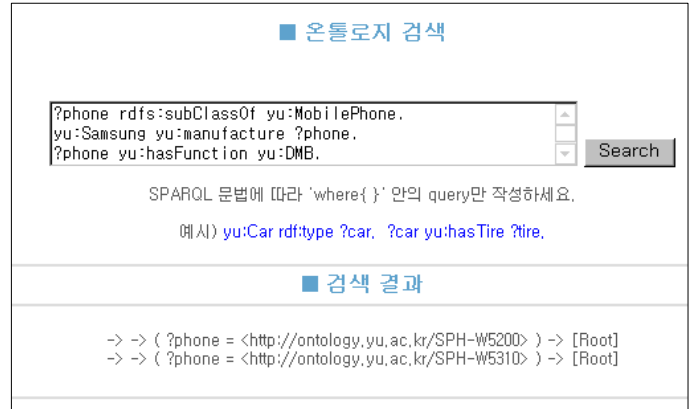 ■ 온톨로지 검색
?phone rdfs:subClassOf yu:MobilePhone.
yu:Samsung yu:manufacture ?phone.
?phone yu:hasFunction yu:DMB.
Search
SPARQL 문법에 따라 'where{ }' 안의 query만 작성하세요.
예시) yu:Car rdf:type ?car. ?car yu:hasTire ?tire.
■ 검색 결과
-> -> ( ?phone = <http://ontology.yu.ac.kr/SPH-W5200> ) -> [Root]
-> -> ( ?phone = <http://ontology.yu.ac.kr/SPH-W5310> ) -> [Root]